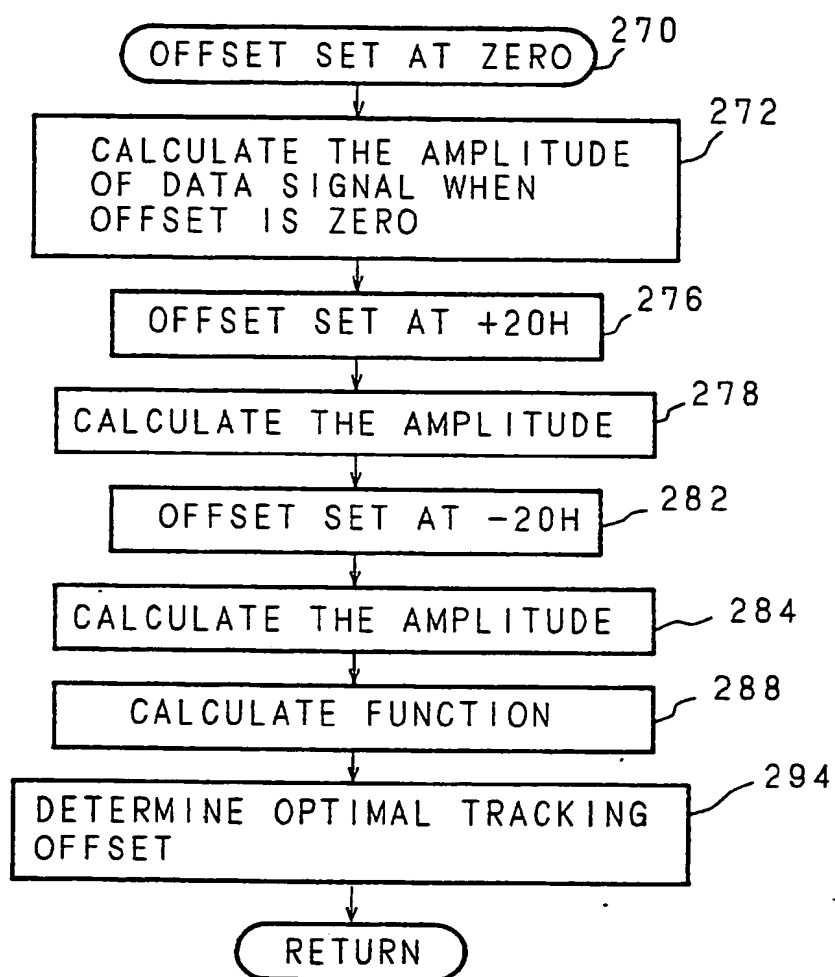 OFFSET SET AT ZERO 270
272
CALCULATE THE AMPLITUDE
OF DATA SIGNAL WHEN
OFFSET IS ZERO
OFFSET SET AT +20H 276
CALCULATE THE AMPLITUDE 278
OFFSET SET AT -20H 282
CALCULATE THE AMPLITUDE 284
CALCULATE FUNCTION 288
294
DETERMINE OPTIMAL TRACKING
OFFSET
RETURN